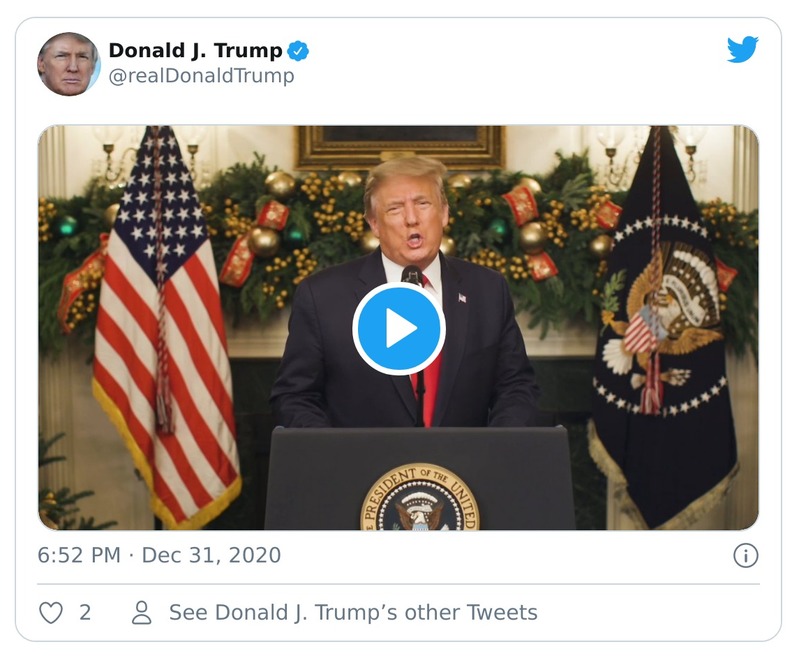 Donald J. Trump
@realDonaldTrump
PRESIDENT OF THE UNITED
6:52 PM · Dec 31, 2020
2
See Donald J. Trump’s other Tweets